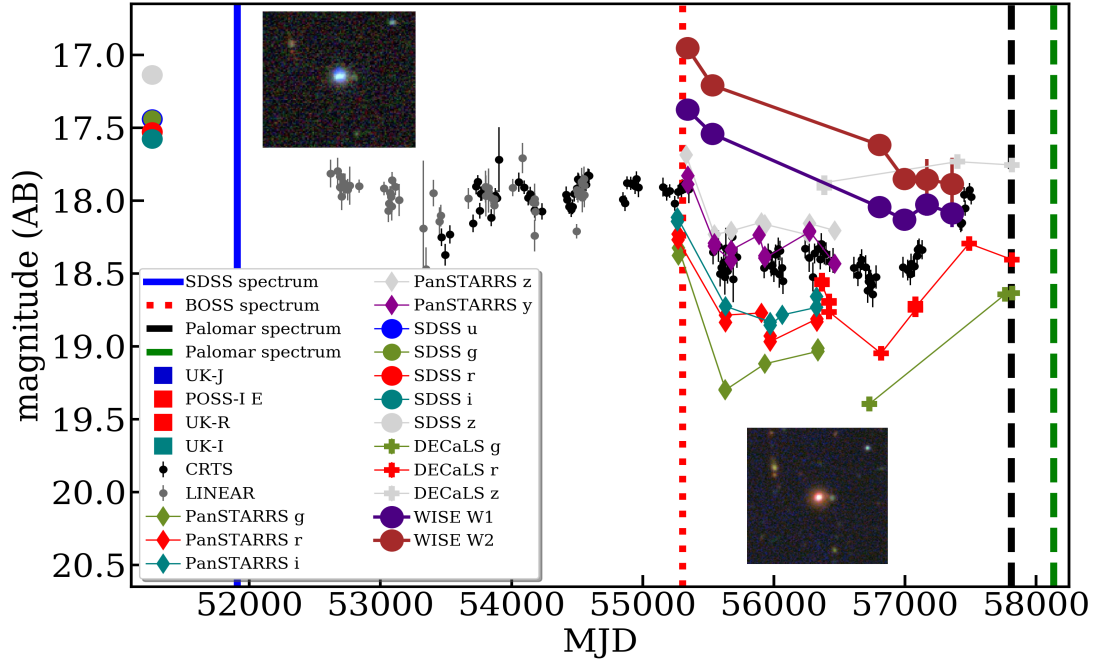 17.0
17.5
18.0
18.5
19.0
19.5
20.0
20.5
magnitude (AB)
SDSS spectrum
BOSS spectrum
Palomar spectrum
Palomar spectrum
UK-J
POSS-I E
UK-R
UK-I
CRTS
LINEAR
PanSTARRS g
PanSTARRS r
PanSTARRS i
PanSTARRS z
PanSTARRS y
SDSS u
SDSS g
SDSS r
SDSS i
SDSS z
DECaLS g
DECaLS r
DECaLS z
WISE W1
WISE W2
52000 53000 54000 55000 56000 57000 58000
MJD